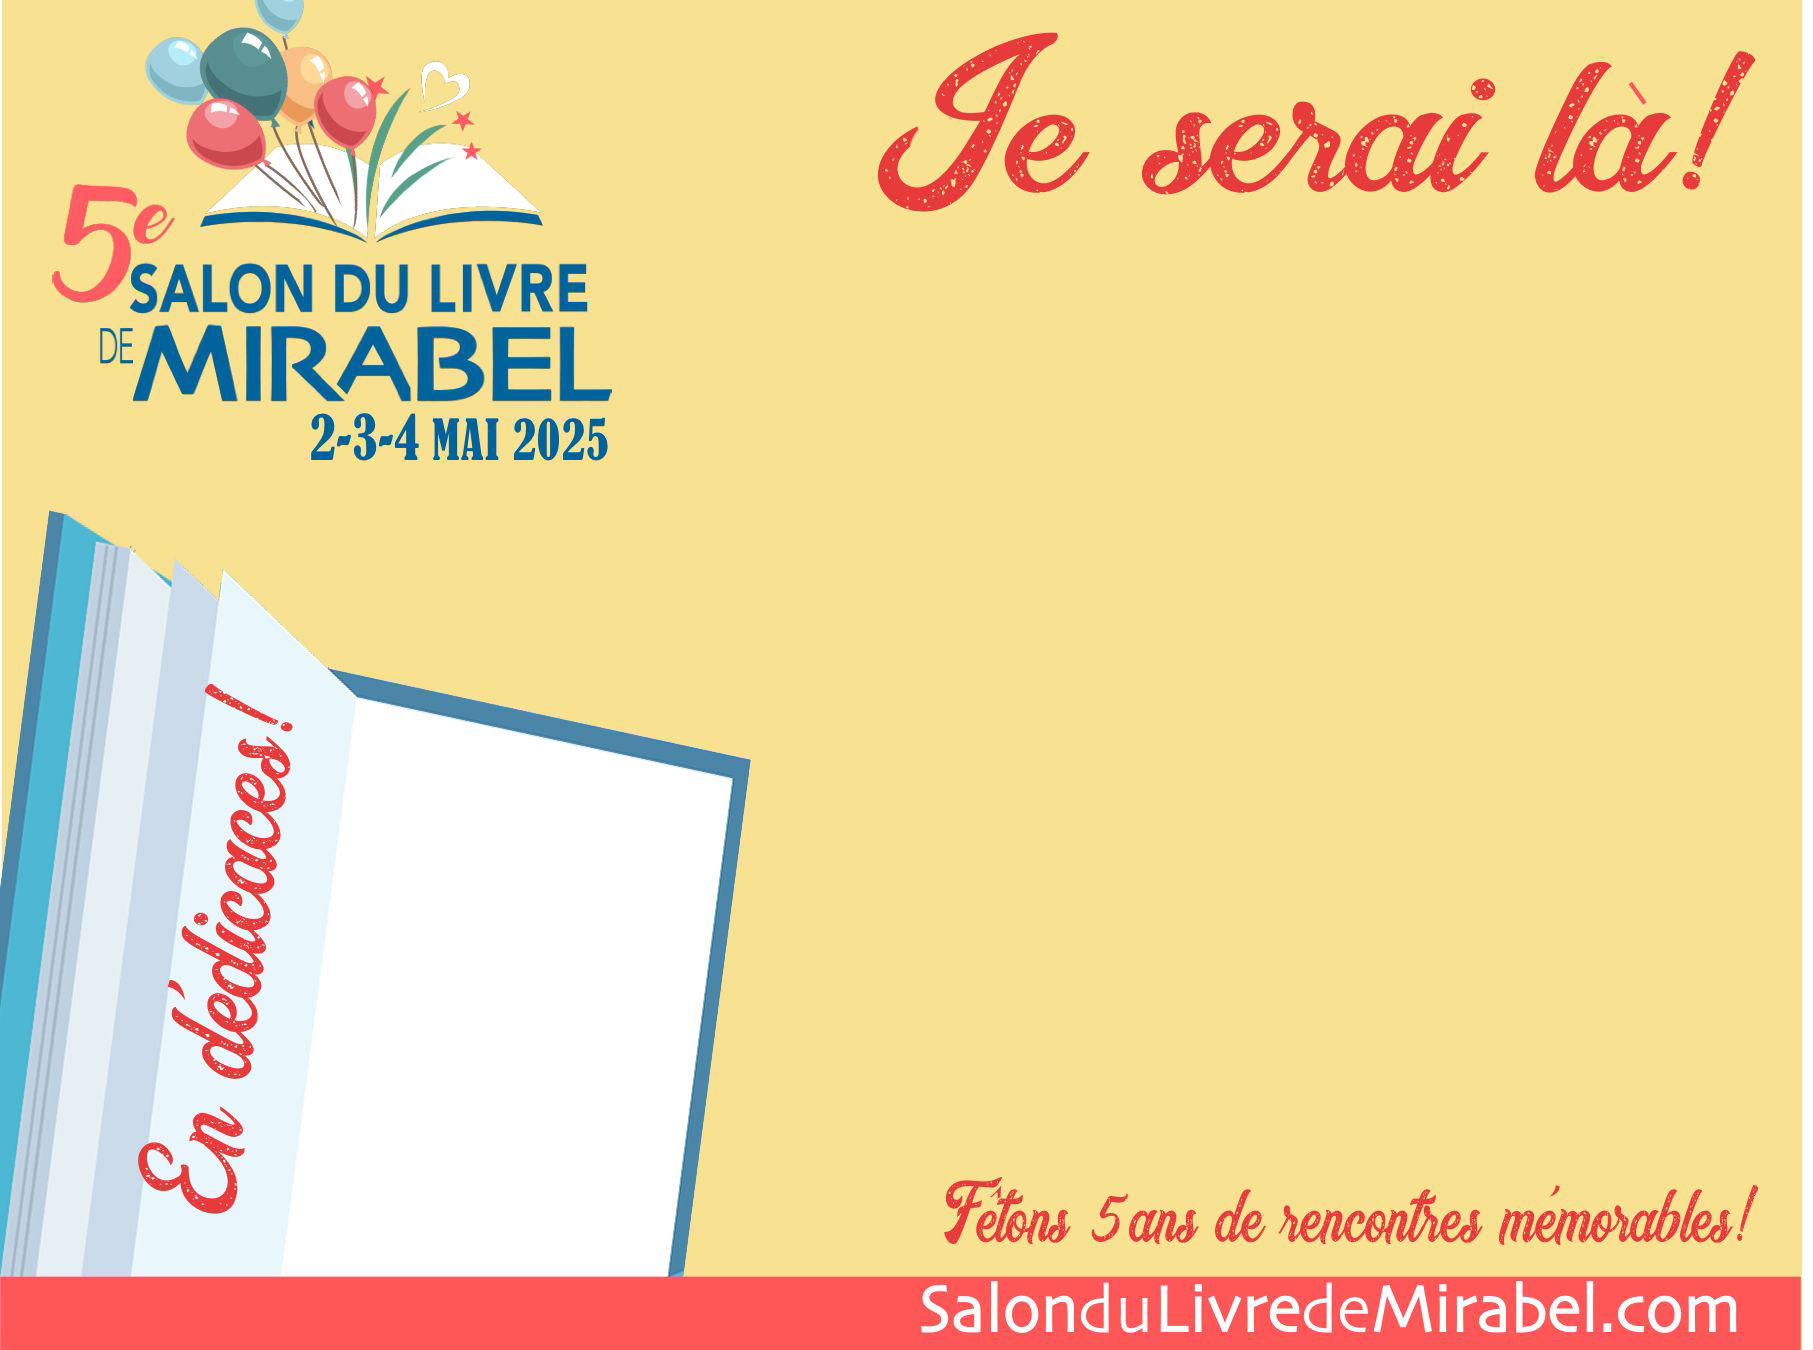 Je serai là!
5e
SALON DU LIVRE
DE MIRABEL
2-3-4 MAI 2025
En dédicaces!
Fêtons 5 ans de rencontres mémorables!
SalonduLivredeMirabel.com